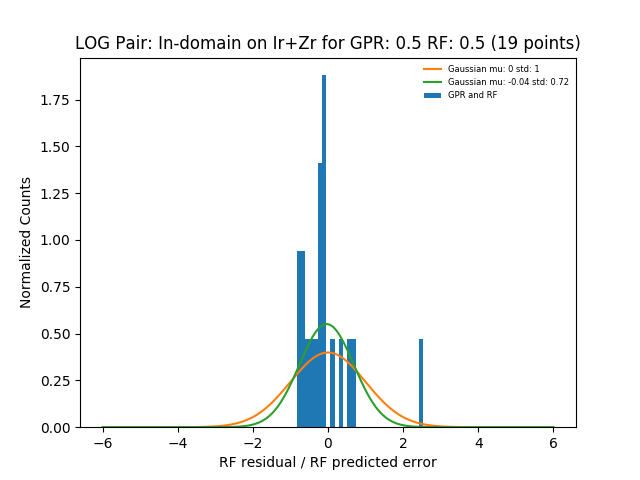 LOG Pair: In-domain on Ir+Zr for GPR: 0.5 RF: 0.5 (19 points)
Gaussian mu: 0 std: 1
Gaussian mu: -0.04 std: 0.72
GPR and RF
Normalized Counts
1.75
1.50
1.25
1.00
0.75
0.50
0.25
0.00
−6 −4 −2 0 2 4 6
RF residual / RF predicted error